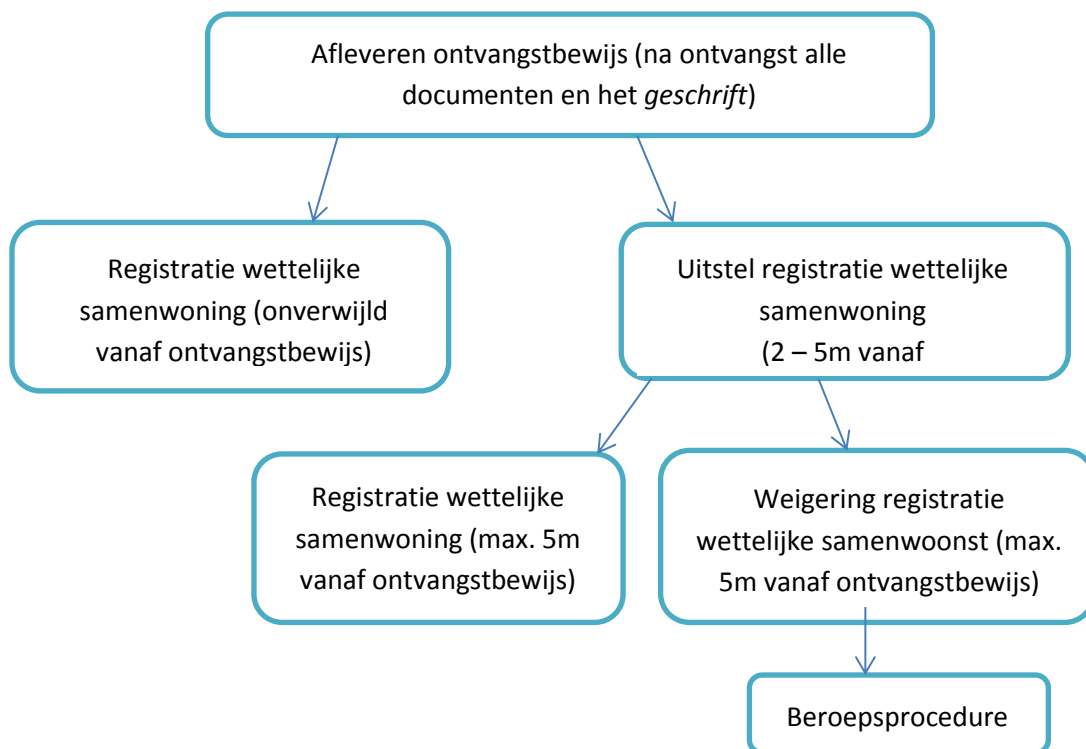 Afleveren ontvangstbewijs (na ontvangst alle
documenten en het geschrift)
Registratie wettelijke
samenwoning (onverwijld
vanaf ontvangstbewijs)
Uitstel registratie wettelijke
samenwoning
(2 – 5m vanaf
Registratie wettelijke
samenwoning (max. 5m
vanaf ontvangstbewijs)
Weigering registratie
wettelijke samenwoonst (max.
5m vanaf ontvangstbewijs)
Beroepsprocedure